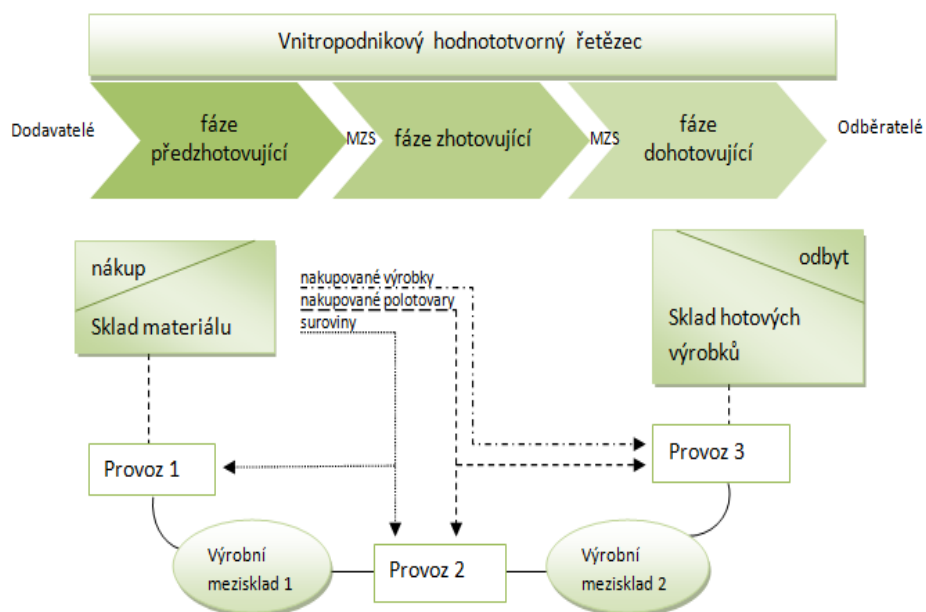 Vnitropodnikový hodnototvorný řetězec
Dodavatelé
fáze
předzhotovující
MZS
fáze zhotovující
MZS
fáze
dohotovující
Odběratelé
nákup
Sklad materiálu
nakupované výrobky
nakupované polotovary
suroviny
odbyt
Sklad hotových
výrobků
Provoz 1
Provoz 3
Výrobní
mezisklad 1
Provoz 2
Výrobní
mezisklad 2